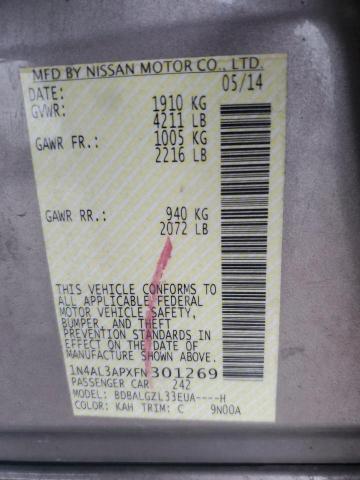 MFD BY NISSAN MOTOR CO., LTD.
DATE: 05/14
GVWR: 1910 KG
4211 LB
GAWR FR.: 1005 KG
2216 LB
GAWR RR.: 940 KG
2072 LB
THIS VEHICLE CONFORMS TO
ALL APPLICABLE FEDERAL
MOTOR VEHICLE SAFETY,
BUMPER, AND THEFT
PREVENTION STANDARDS
IN EFFECT ON THE DATE OF
MANUFACTURE SHOWN ABOVE.
1N4AL3APXFN301269
PASSENGER CAR 242
MODEL: BDBALGZL33EUA----H
COLOR: KAH TRIM: C 9N00A